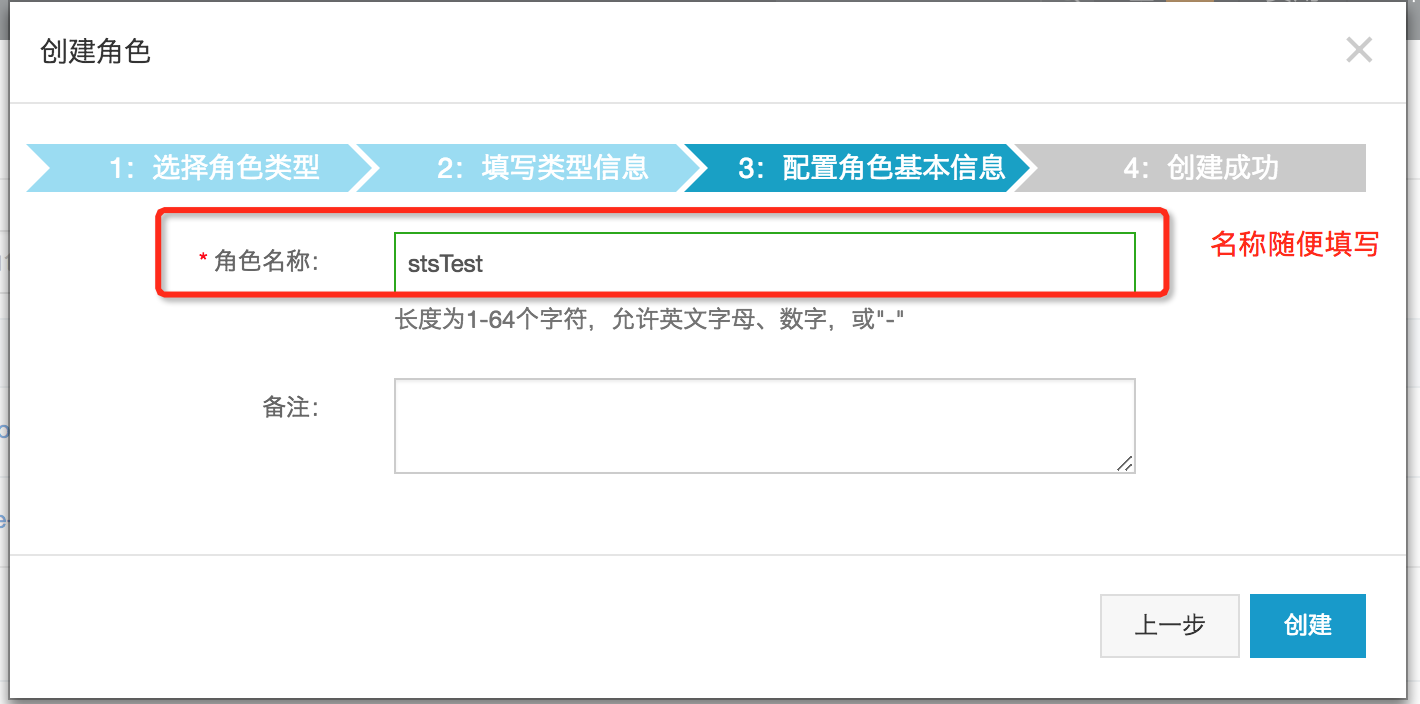 创建角色
1：选择角色类型
2：填写类型信息
3：配置角色基本信息
4：创建成功
* 角色名称：
stsTest
名称随便填写
长度为1-64个字符，允许英文字母、数字，或"-"
备注：
上一步
创建